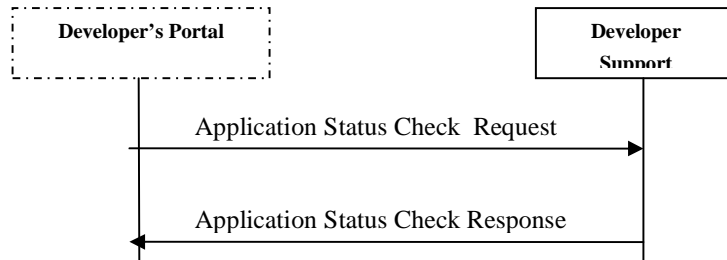 Developer's Portal
Developer
Support
Application Status Check Request
Application Status Check Response